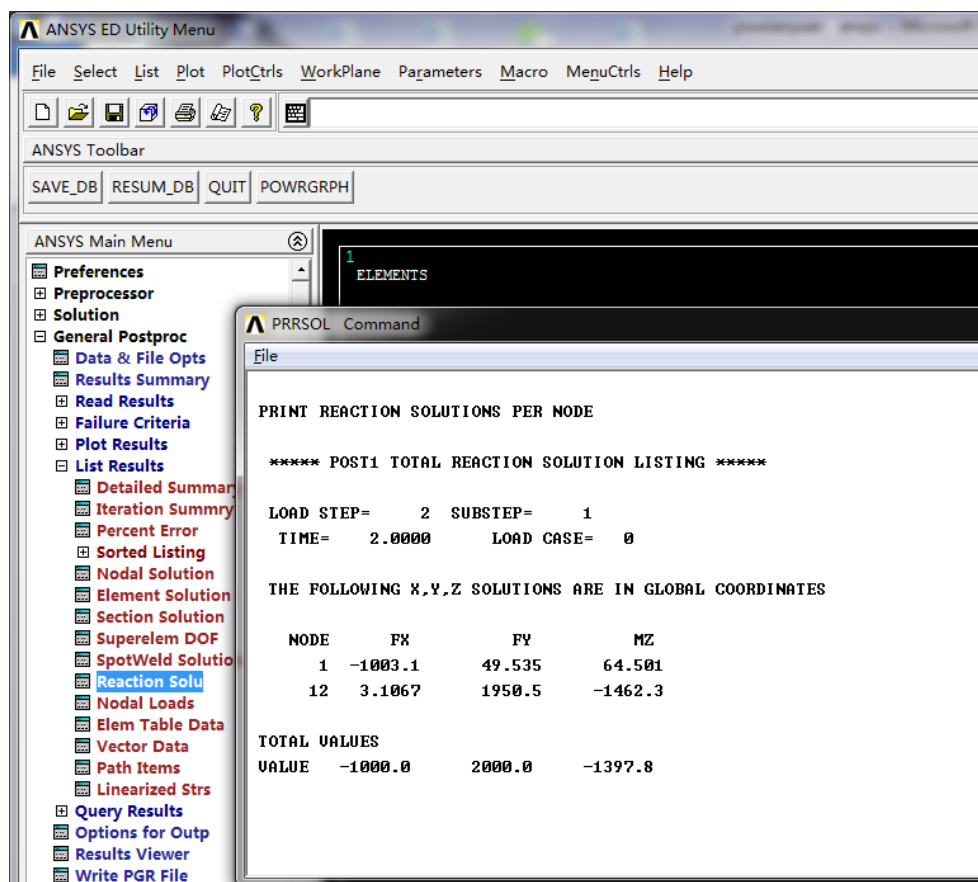 ANSYS ED Utility Menu
File Select List Plot PlotCtrls WorkPlane Parameters Macro MenuCtrls Help
ANSYS Toolbar
SAVE_DB RESUM_DB QUIT POWRGRPH
ANSYS Main Menu
Preferences
Preprocessor
Solution
General Postproc
Data & File Opts
Results Summary
Read Results
Failure Criteria
Plot Results
List Results
Detailed Summar
Iteration Summry
Percent Error
Sorted Listing
Nodal Solution
Element Solution
Section Solution
Superelem DOF
SpotWeld Solutio
Reaction Solu
Nodal Loads
Elem Table Data
Vector Data
Path Items
Linearized Strs
Query Results
Options for Outp
Results Viewer
Write PGR File
1
ELEMENTS
PRRSOL Command
File
PRINT REACTION SOLUTIONS PER NODE
***** POST1 TOTAL REACTION SOLUTION LISTING *****
LOAD STEP= 2 SUBSTEP= 1
TIME= 2.0000 LOAD CASE= 0
THE FOLLOWING X,Y,Z SOLUTIONS ARE IN GLOBAL COORDINATES
NODE FX FY MZ
1 -1003.1 49.535 64.501
12 3.1067 1950.5 -1462.3
TOTAL VALUES
VALUE -1000.0 2000.0 -1397.8